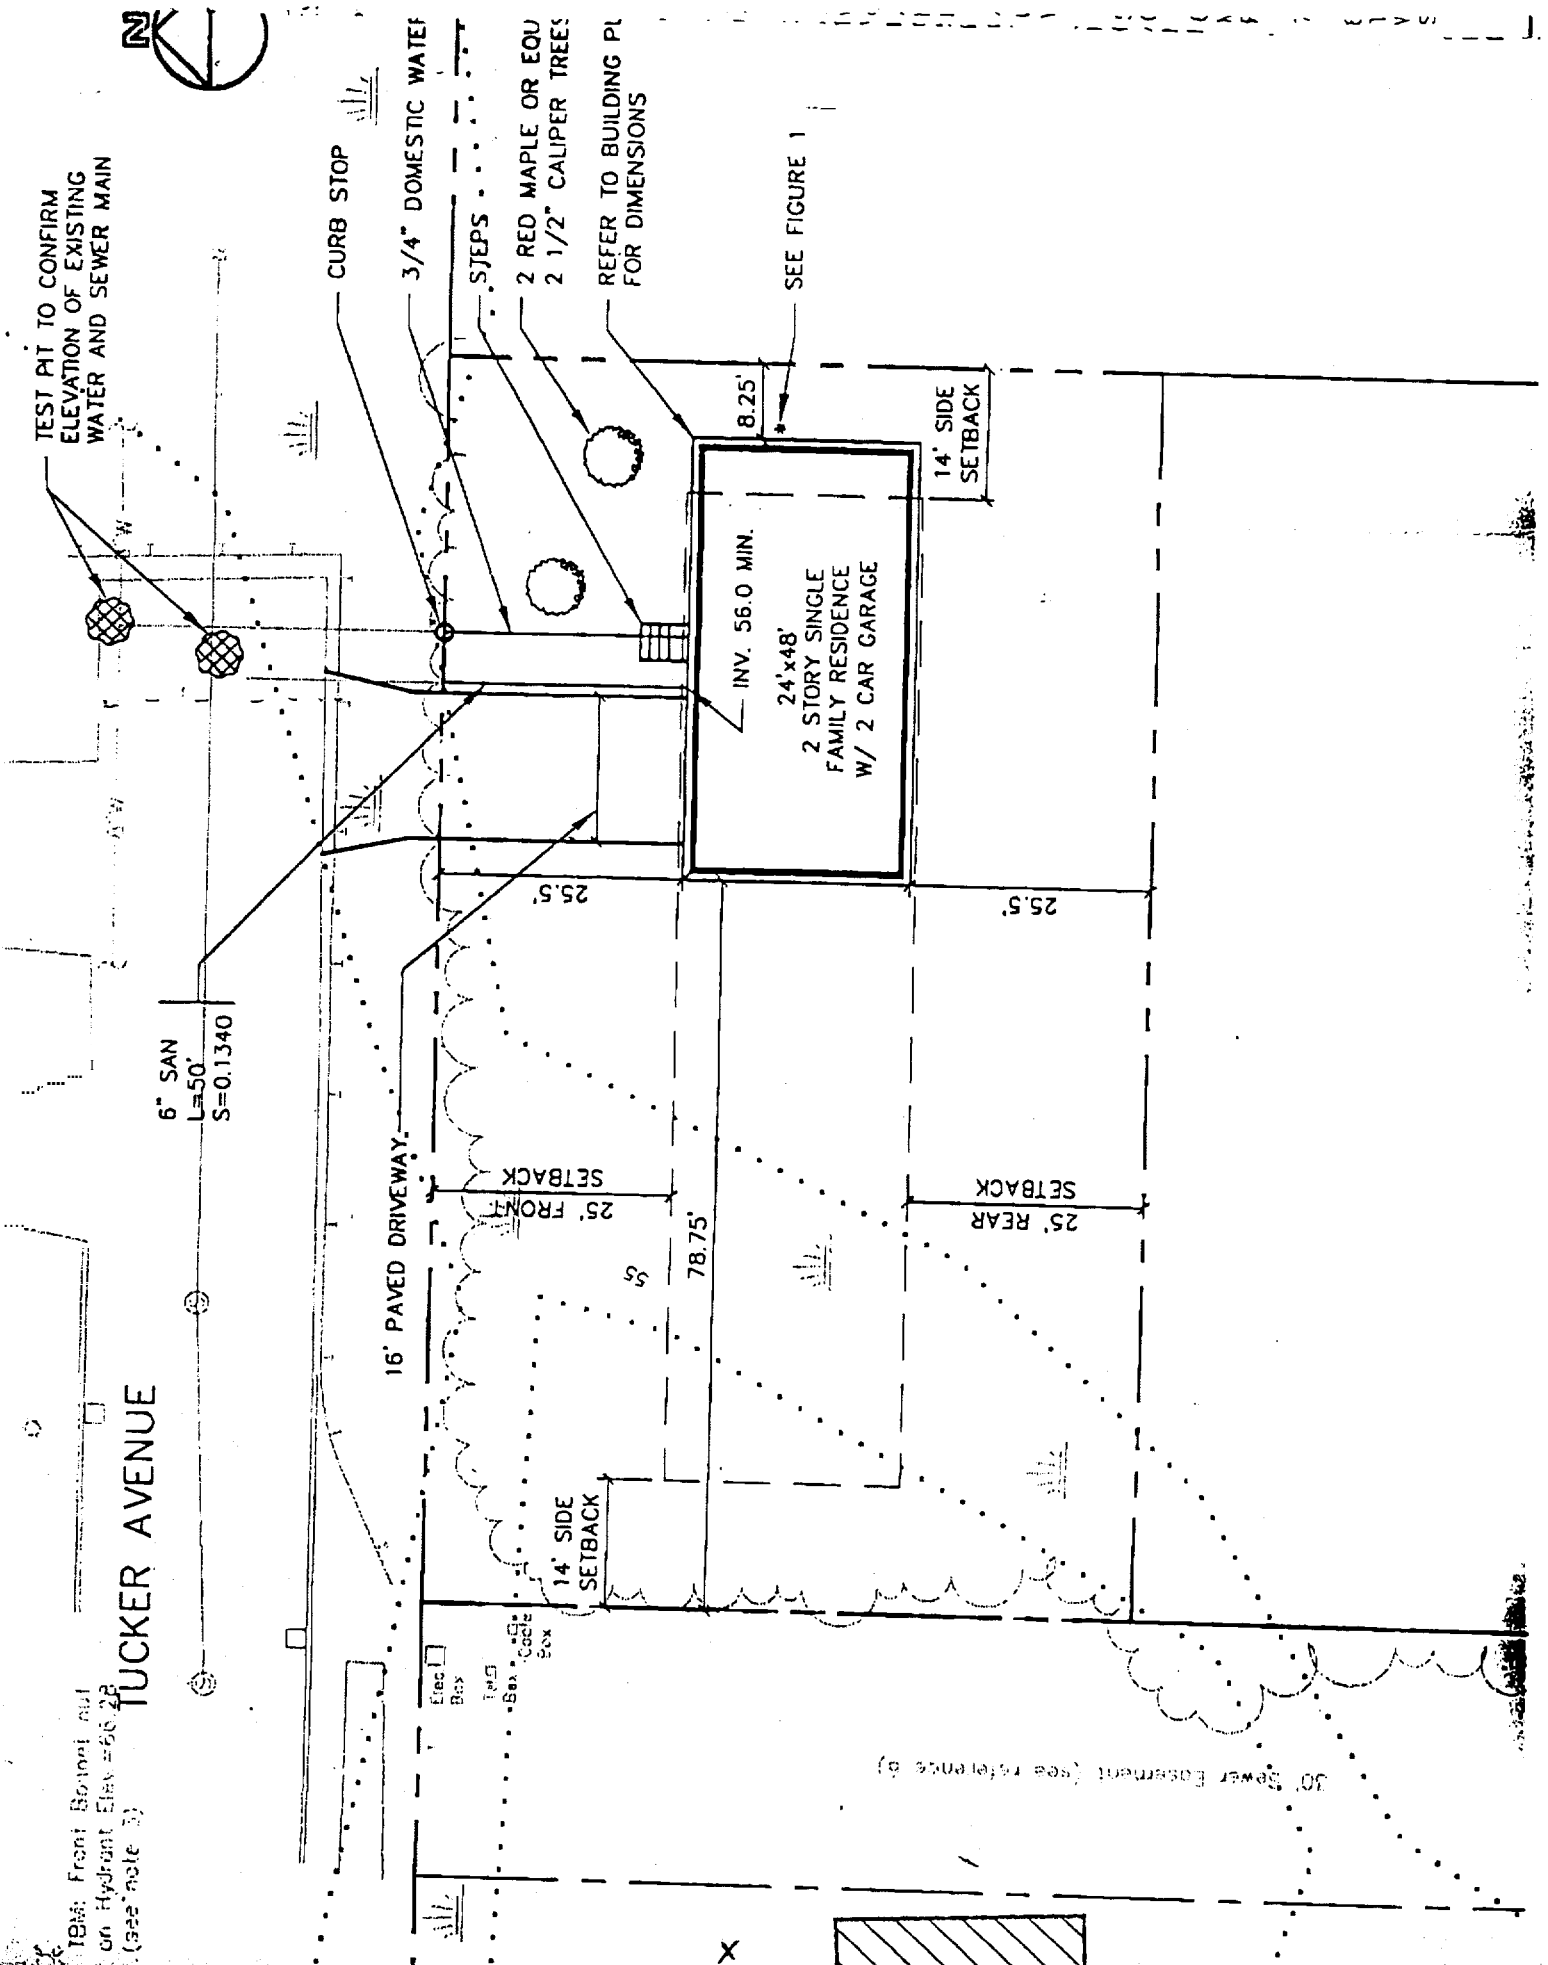 N
TEST PIT TO CONFIRM
ELEVATION OF EXISTING
WATER AND SEWER MAIN
CURB STOP
3/4" DOMESTIC WATER
STEPS
2 RED MAPLE OR EQU
2 1/2" CALIPER TREES
REFER TO BUILDING PL
FOR DIMENSIONS
SEE FIGURE 1
8.25'
*
14' SIDE
SETBACK
INV. 56.0 MIN.
24'x48'
2 STORY SINGLE
FAMILY RESIDENCE
W/ 2 CAR GARAGE
W
W
25.5'
25.5'
6" SAN
L=50'
S=0.1340
16' PAVED DRIVEWAY
25' FRONT
SETBACK
25' REAR
SETBACK
78.75'
55
14' SIDE
SETBACK
TUCKER AVENUE
TBM: Front Bonnet nut
on Hydrant
(see note 3)
Elec.
Box
Box
Cable
Box
S
30' Sewer Easement (see reference 6)
X